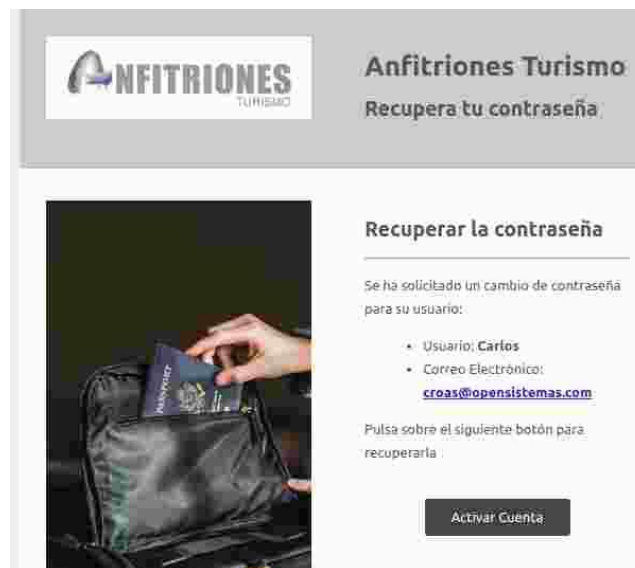 ANFITRIONES
TURISMO
Anfitriones Turismo
Recupera tu contraseña
PASSPORT
Recuperar la contraseña
Se ha solicitado un cambio de contraseña
para su usuario:
• Usuario: Carlos
• Correo Electrónico:
croas@opensistemas.com
Pulsa sobre el siguiente botón para
recuperarla
Activar Cuenta